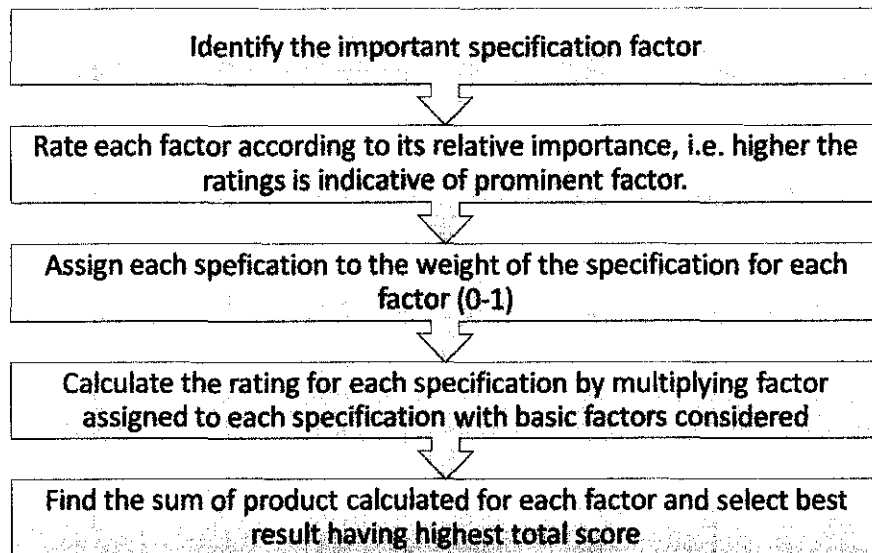 Identify the important specification factor
Rate each factor according to its relative importance, i.e. higher the
ratings is indicative of prominent factor.
Assign each spefication to the weight of the specification for each
factor (0-1)
Calculate the rating for each specification by multiplying factor
assigned to each specification with basic factors considered
Find the sum of product calculated for each factor and select best
result having highest total score